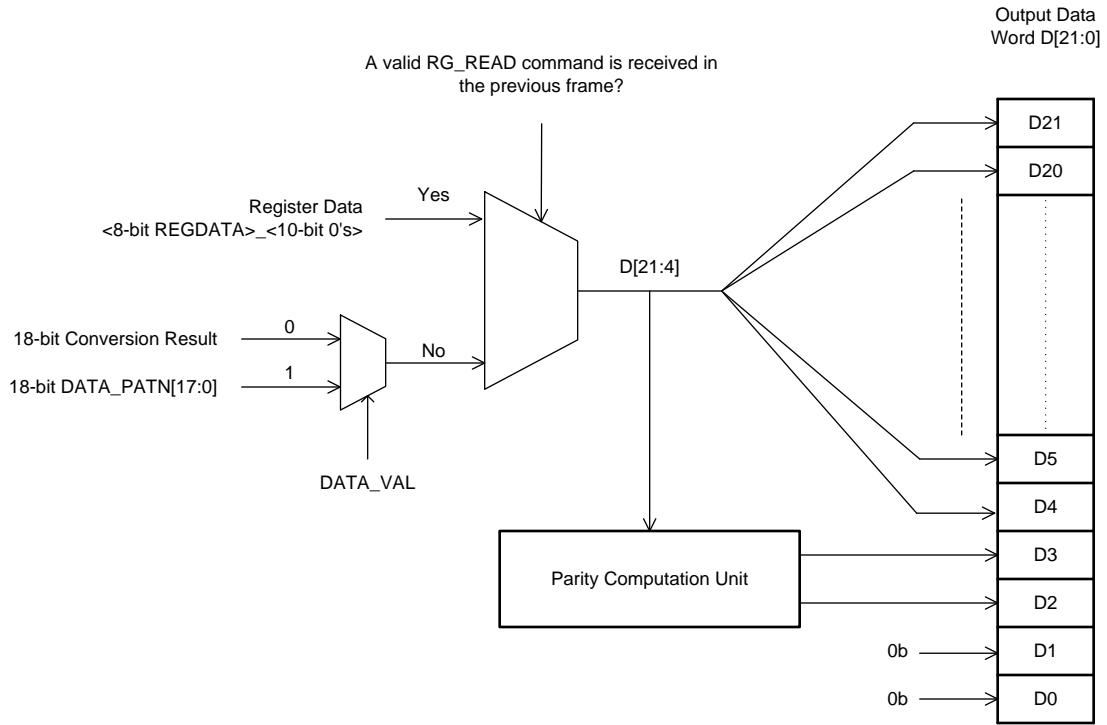 Output Data
Word D[21:0]
A valid RG_READ command is received in
the previous frame?
D21
D20
Yes
Register Data
<8-bit REGDATA>_<10-bit 0's>
D[21:4]
0
18-bit Conversion Result
No
1
18-bit DATA_PATN[17:0]
DATA_VAL
D5
D4
D3
Parity Computation Unit
D2
0b
D1
0b
D0